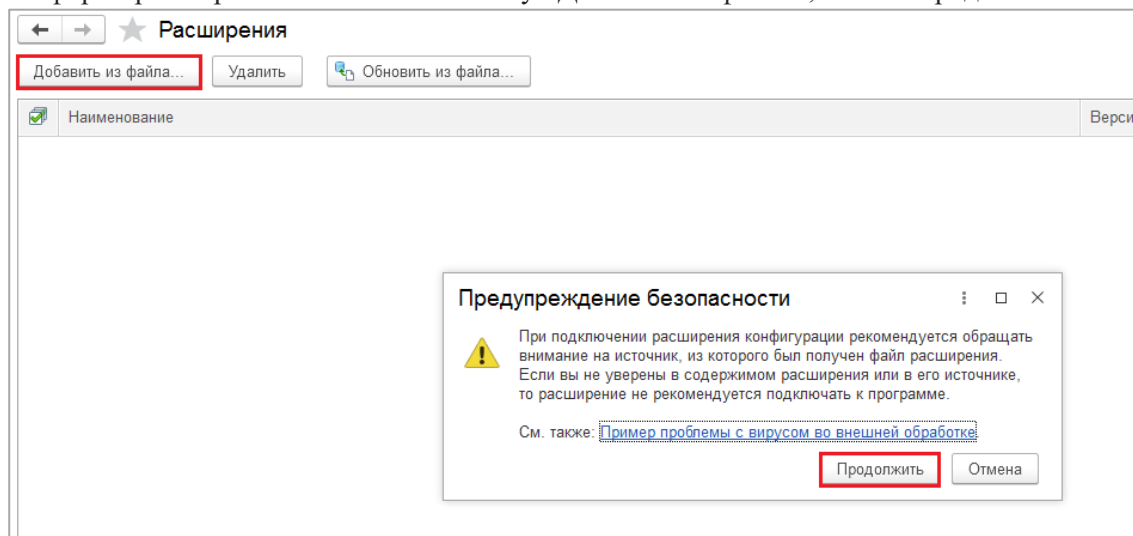 Расширения
Добавить из файла... Удалить Обновить из файла...
Наименование Верси
Предупреждение безопасности
При подключении расширения конфигурации рекомендуется обращать
внимание на источник, из которого был получен файл расширения.
Если вы не уверены в содержимом расширения или в его источнике,
то расширение не рекомендуется подключать к программе.
См. также: Пример проблемы с вирусом во внешней обработке.
Продолжить Отмена